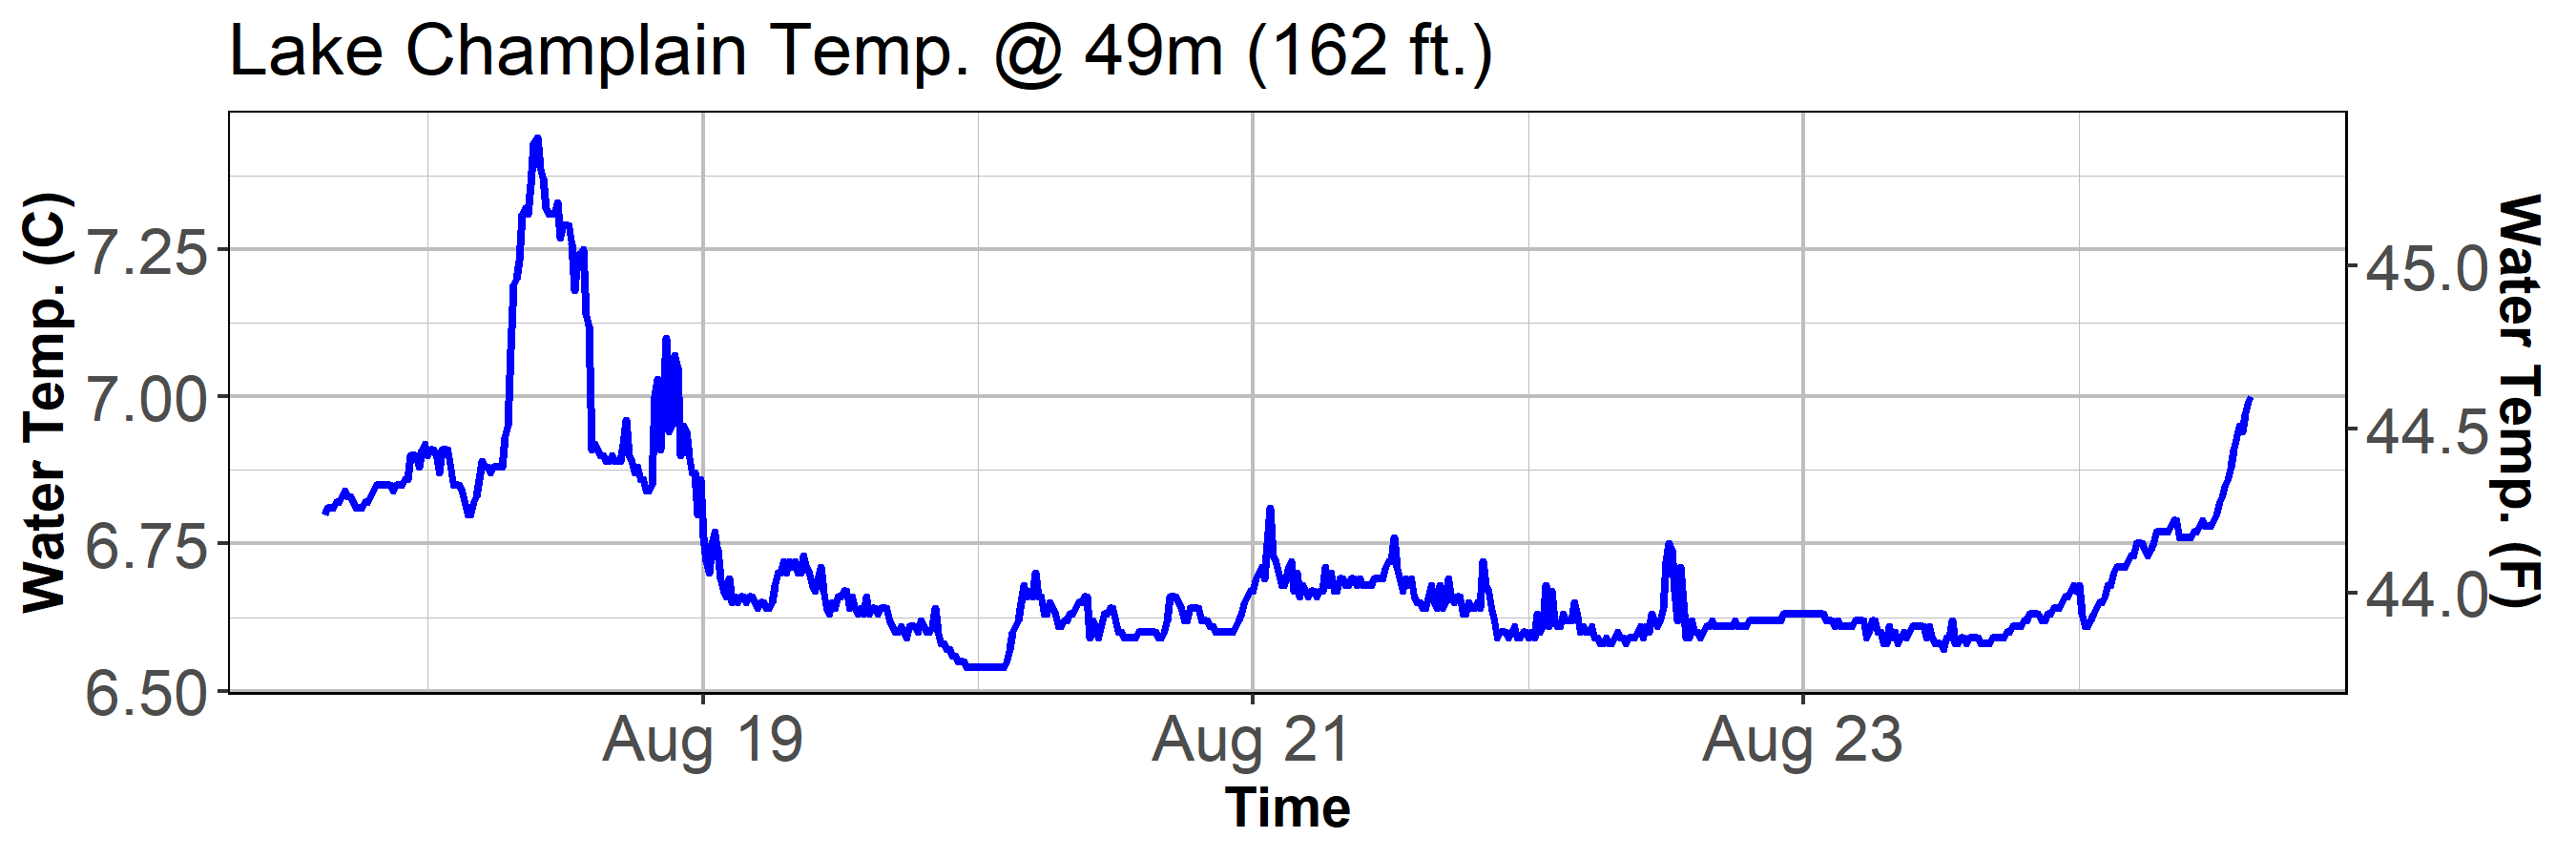 Lake Champlain Temp. @ 49m (162 ft.)
Water Temp. (C)
7.25
7.00
6.75
6.50
45.0
44.5
44.0
Water Temp. (F)
Aug 19
Aug 21
Aug 23
Time